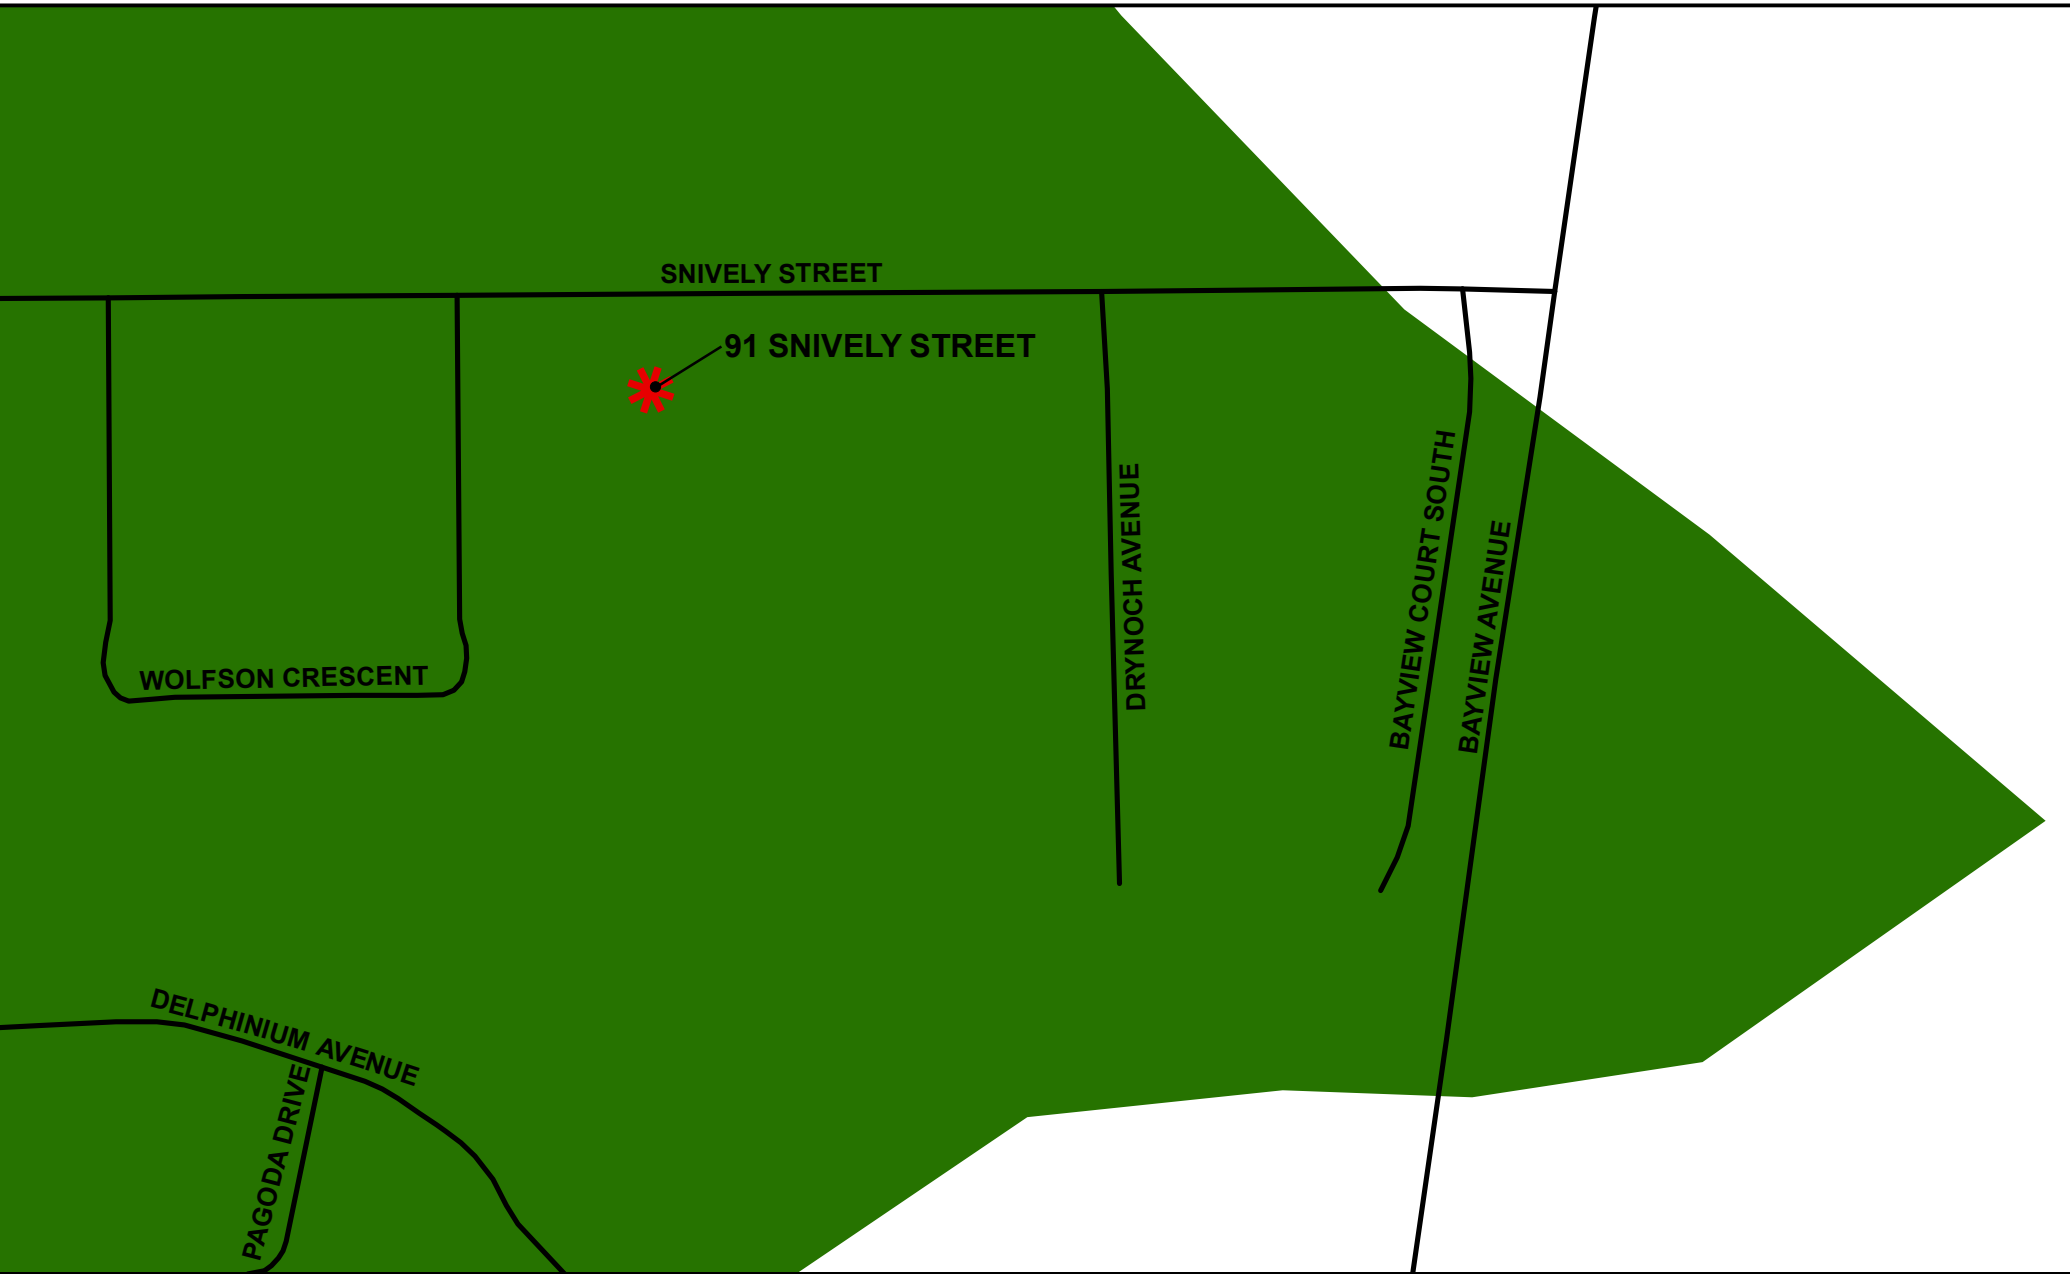 SNIVELY STREET
91 SNIVELY STREET
DRYNOCH AVENUE
BAYVIEW COURT SOUTH
BAYVIEW AVENUE
WOLFSON CRESCENT
DELPHINIUM AVENUE
PAGODA DRIVE